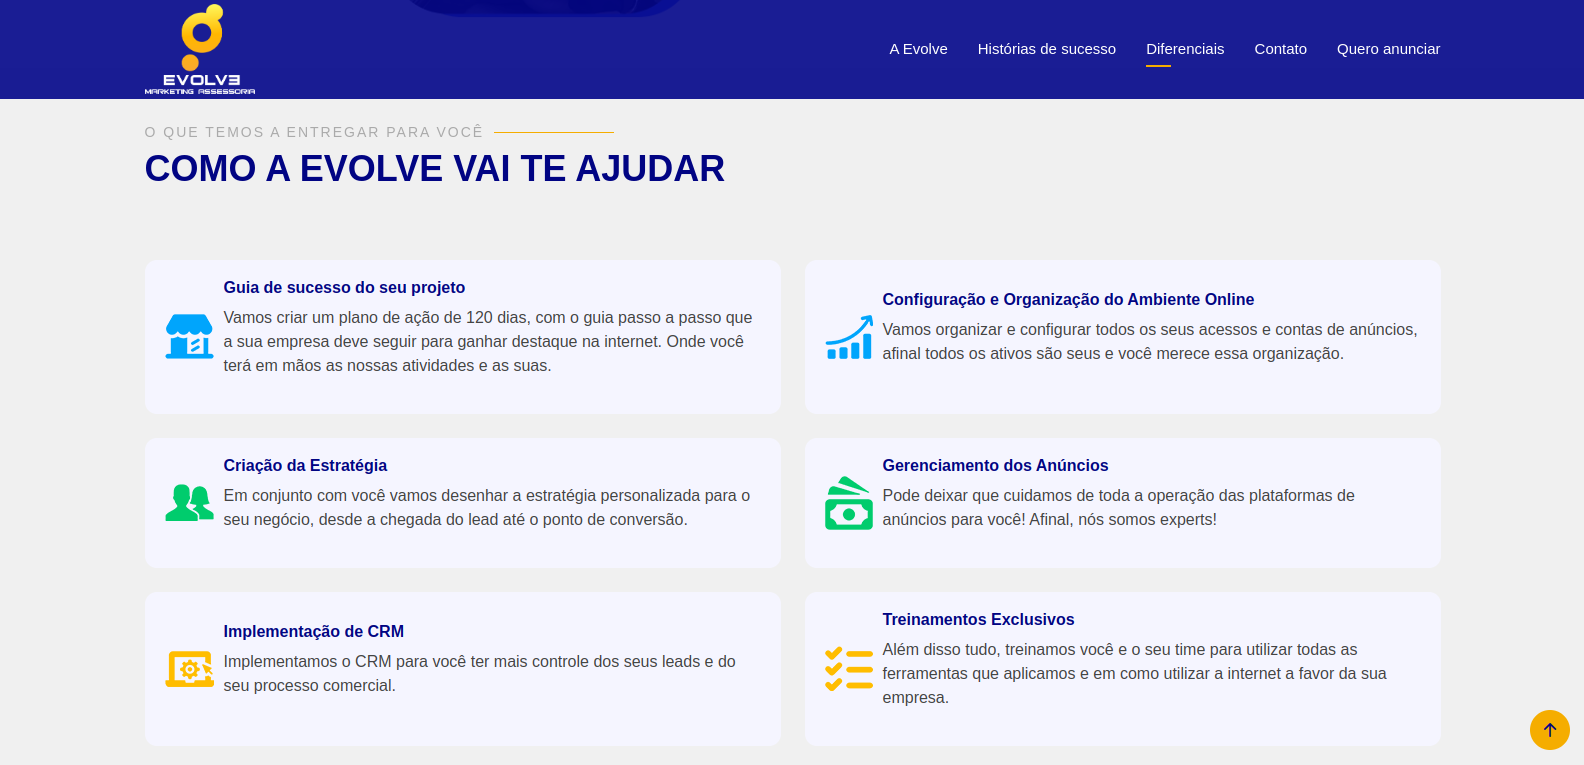 EVOLVE
MARKETING ASSESSORIA
A Evolve
Histórias de sucesso
Diferenciais
Contato
Quero anunciar
O QUE TEMOS A ENTREGAR PARA VOCÊ
COMO A EVOLVE VAI TE AJUDAR
Guia de sucesso do seu projeto
Vamos criar um plano de ação de 120 dias, com o guia passo a passo que
a sua empresa deve seguir para ganhar destaque na internet. Onde você
terá em mãos as nossas atividades e as suas.
Configuração e Organização do Ambiente Online
Vamos organizar e configurar todos os seus acessos e contas de anúncios,
afinal todos os ativos são seus e você merece essa organização.
Criação da Estratégia
Em conjunto com você vamos desenhar a estratégia personalizada para o
seu negócio, desde a chegada do lead até o ponto de conversão.
Gerenciamento dos Anúncios
Pode deixar que cuidamos de toda a operação das plataformas de
anúncios para você! Afinal, nós somos experts!
Implementação de CRM
Implementamos o CRM para você ter mais controle dos seus leads e do
seu processo comercial.
Treinamentos Exclusivos
Além disso tudo, treinamos você e o seu time para utilizar todas as
ferramentas que aplicamos e em como utilizar a internet a favor da sua
empresa.